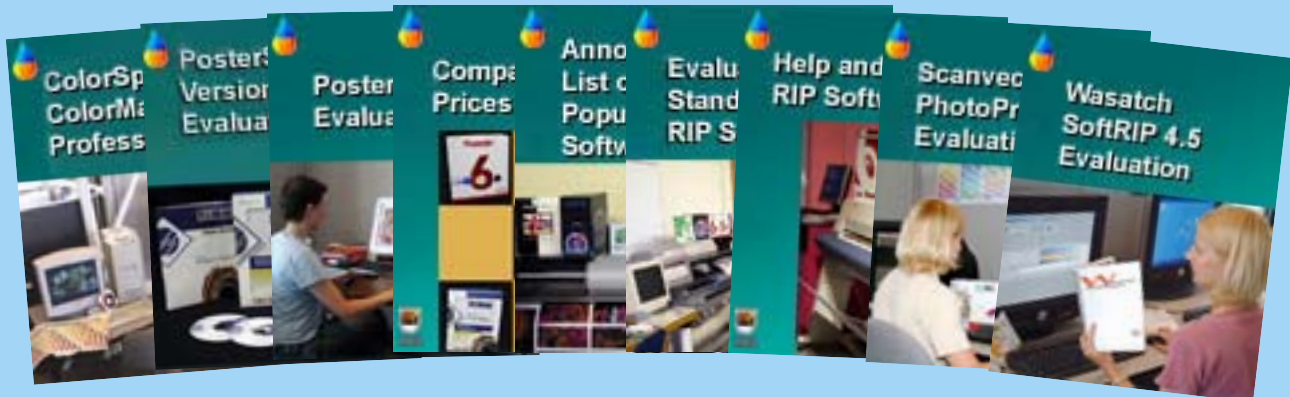 ColorSp
ColorMa
Profess
PosterS
Version
Evalua
Poster
Evalua
Compa
Prices
6
Anno
List o
Popu
Softw
Evalu
Stand
RIP S
Help and
RIP Softw
Scanvec
PhotoPr
Evaluati
Wasatch
SoftRIP 4.5
Evaluation